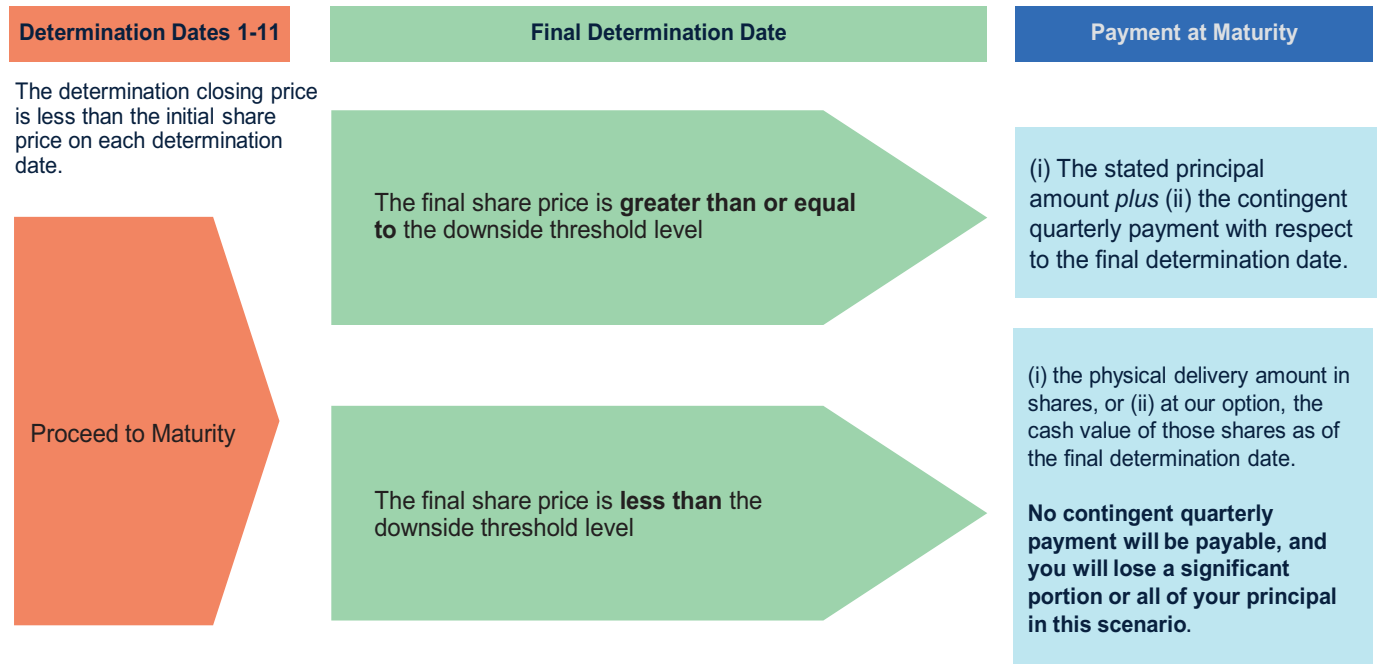 Determination Dates 1-11
Final Determination Date
Payment at Maturity
The determination closing price
is less than the initial share
price on each determination
date.
Proceed to Maturity
The final share price is greater than or equal
to the downside threshold level
(i) The stated principal
amount plus (ii) the contingent
quarterly payment with respect
to the final determination date.
The final share price is less than the
downside threshold level
(i) the physical delivery amount in
shares, or (ii) at our option, the
cash value of those shares as of
the final determination date.
No contingent quarterly
payment will be payable, and
you will lose a significant
portion or all of your principal
in this scenario.